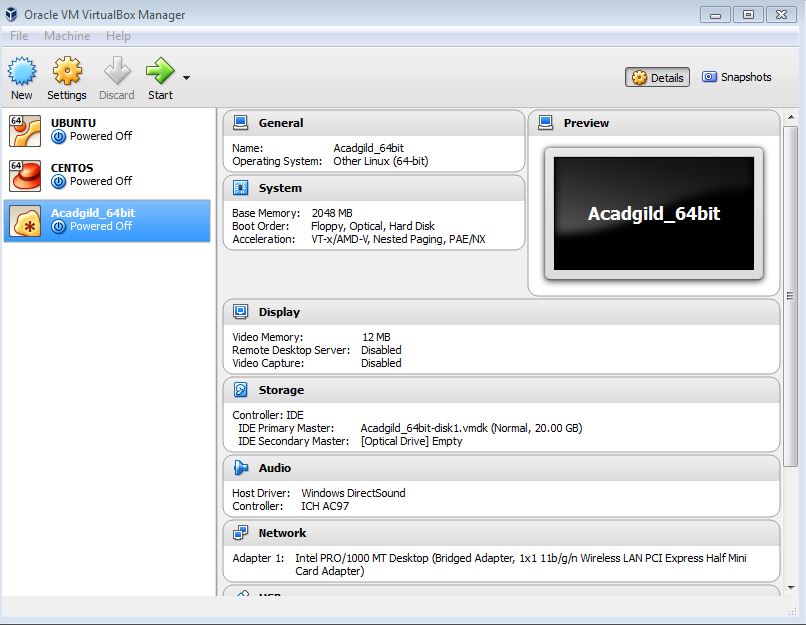 Oracle VM VirtualBox Manager
File Machine Help
New Settings Discard Start Details Snapshots
64 UBUNTU
Powered Off
64 CENTOS
Powered Off
Acadgild_64bit
Powered Off
General
Name: Acadgild_64bit
Operating System: Other Linux (64-bit)
System
Base Memory: 2048 MB
Boot Order: Floppy, Optical, Hard Disk
Acceleration: VT-x/AMD-V, Nested Paging, PAE/NX
Preview
Acadgild_64bit
Display
Video Memory: 12 MB
Remote Desktop Server: Disabled
Video Capture: Disabled
Storage
Controller: IDE
IDE Primary Master: Acadgild_64bit-disk1.vmdk (Normal, 20.00 GB)
IDE Secondary Master: [Optical Drive] Empty
Audio
Host Driver: Windows DirectSound
Controller: ICH AC97
Network
Adapter 1: Intel PRO/1000 MT Desktop (Bridged Adapter, 1x1 11b/g/n Wireless LAN PCI Express Half Mini
Card Adapter)